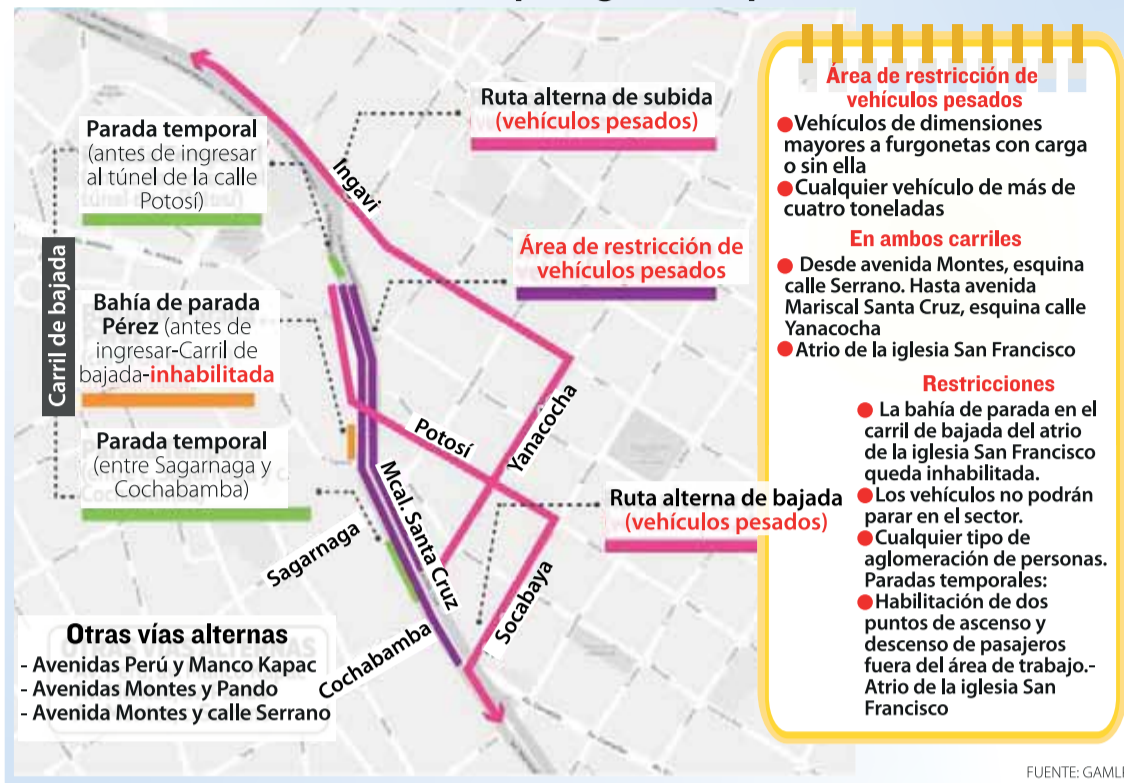 Parada temporal
(antes de ingresar
al túnel de la calle
Potosí)
Carril de bajada
Bahía de parada
Pérez (antes de
ingresar-Carril de
bajada-inhabilitada
Parada temporal
(entre Sagarnaga y
Cochabamba)
Otras vías alternas
- Avenidas Perú y Manco Kapac
- Avenidas Montes y Pando
- Avenida Montes y calle Serrano
Ruta alterna de subida
(vehículos pesados)
Ingavi
Área de restricción de
vehículos pesados
Potosí
Yanacocha
Mcal. Santa Cruz
Sagarnaga
Cochabamba
Socabaya
Ruta alterna de bajada
(vehículos pesados)
Área de restricción de
vehículos pesados
●Vehículos de dimensiones
mayores a furgonetas con carga
o sin ella
●Cualquier vehículo de más de
cuatro toneladas
En ambos carriles
● Desde avenida Montes, esquina
calle Serrano. Hasta avenida
Mariscal Santa Cruz, esquina calle
Yanacocha
●Atrio de la iglesia San Francisco
Restricciones
● La bahía de parada en el
carril de bajada del atrio
de la iglesia San Francisco
queda inhabilitada.
●Los vehículos no podrán
parar en el sector.
●Cualquier tipo de
aglomeración de personas.
Paradas temporales:
●Habilitación de dos
puntos de ascenso y
descenso de pasajeros
fuera del área de trabajo.-
Atrio de la iglesia San
Francisco
FUENTE: